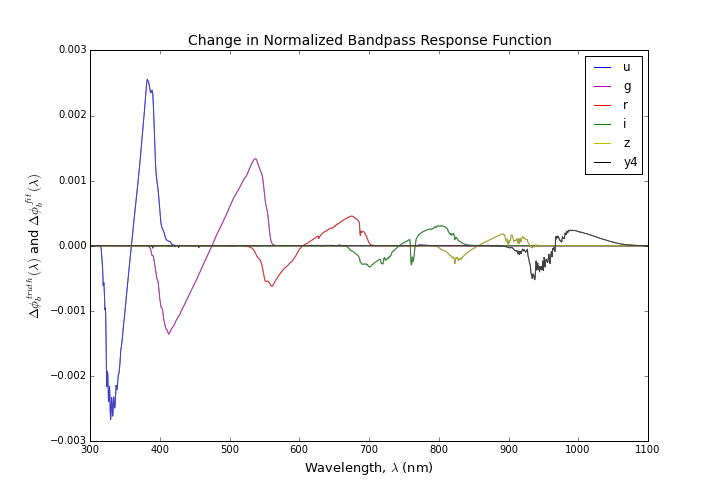 Change in Normalized Bandpass Response Function
0.003
0.002
0.001
0.000
−0.001
−0.002
−0.003
Δϕ_b^{truth}(λ) and Δϕ_b^{fit}(λ)
u
g
r
i
z
y4
300 400 500 600 700 800 900 1000 1100
Wavelength, λ (nm)